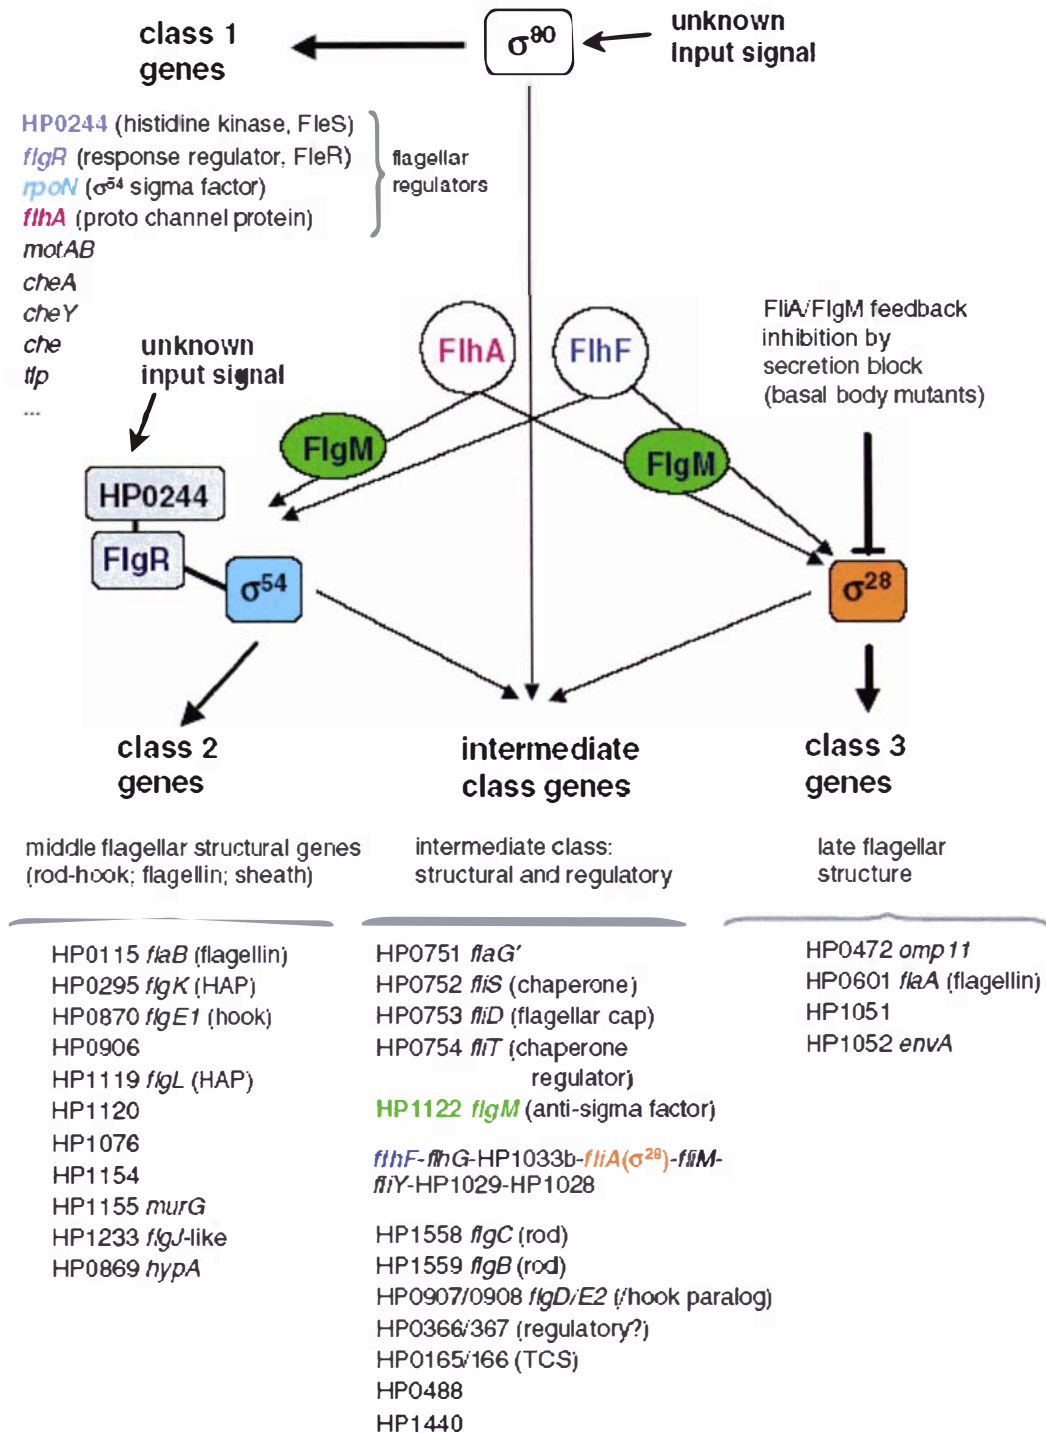 class 1
genes
σ⁸⁰
unknown
input signal
HP0244 (histidine kinase, FleS)
flgR (response regulator, FleR)
rpoN (σ⁵⁴ sigma factor)
flhA (proto channel protein)
flagellar
regulators
motAB
cheA
cheY
che
tlp
...
unknown
input signal
FlhA
FlhF
FliA/FlgM feedback
inhibition by
secretion block
(basal body mutants)
FlgM
FlgM
HP0244
FlgR
σ⁵⁴
σ²⁸
class 2
genes
intermediate
class genes
class 3
genes
middle flagellar structural genes
(rod-hook; flagellin; sheath)
intermediate class:
structural and regulatory
late flagellar
structure
HP0115 flaB (flagellin)
HP0295 flgK (HAP)
HP0870 flgE1 (hook)
HP0906
HP1119 flgL (HAP)
HP1120
HP1076
HP1154
HP1155 murG
HP1233 flgJ-like
HP0869 hypA
HP0751 flaG'
HP0752 fliS (chaperone)
HP0753 fliD (flagellar cap)
HP0754 fliT (chaperone
regulator)
HP1122 flgM (anti-sigma factor)
flhF-flhG-HP1033b-fliA(σ²⁸)-fliM-
fliY-HP1029-HP1028
HP1558 flgC (rod)
HP1559 flgB (rod)
HP0907/0908 flgD/E2 (/hook paralog)
HP0366/367 (regulatory?)
HP0165/166 (TCS)
HP0488
HP1440
HP0472 omp11
HP0601 flaA (flagellin)
HP1051
HP1052 envA